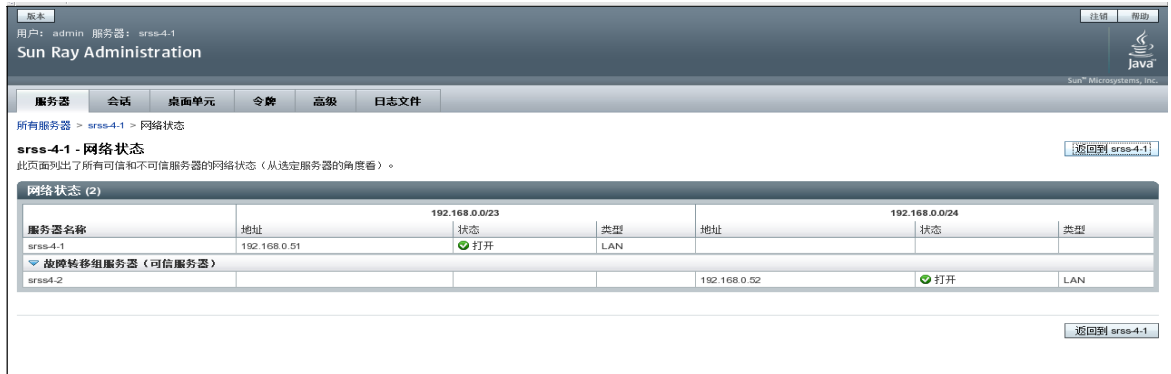 版本
注销 帮助
用户: admin 服务器: srss-4-1
Sun Ray Administration
Java
Sun™ Microsystems, Inc.
服务器 会话 桌面单元 令牌 高级 日志文件
所有服务器 > srss-4-1 > 网络状态
srss-4-1 - 网络状态
返回到 srss-4-1
此页面列出了所有可信和不可信服务器的网络状态（从选定服务器的角度看）。
网络状态 (2)
192.168.0.0/23 192.168.0.0/24
服务器名称 地址 状态 类型 地址 状态 类型
srss-4-1 192.168.0.51 打开 LAN
故障转移组服务器（可信服务器）
srss4-2 192.168.0.52 打开 LAN
返回到 srss-4-1